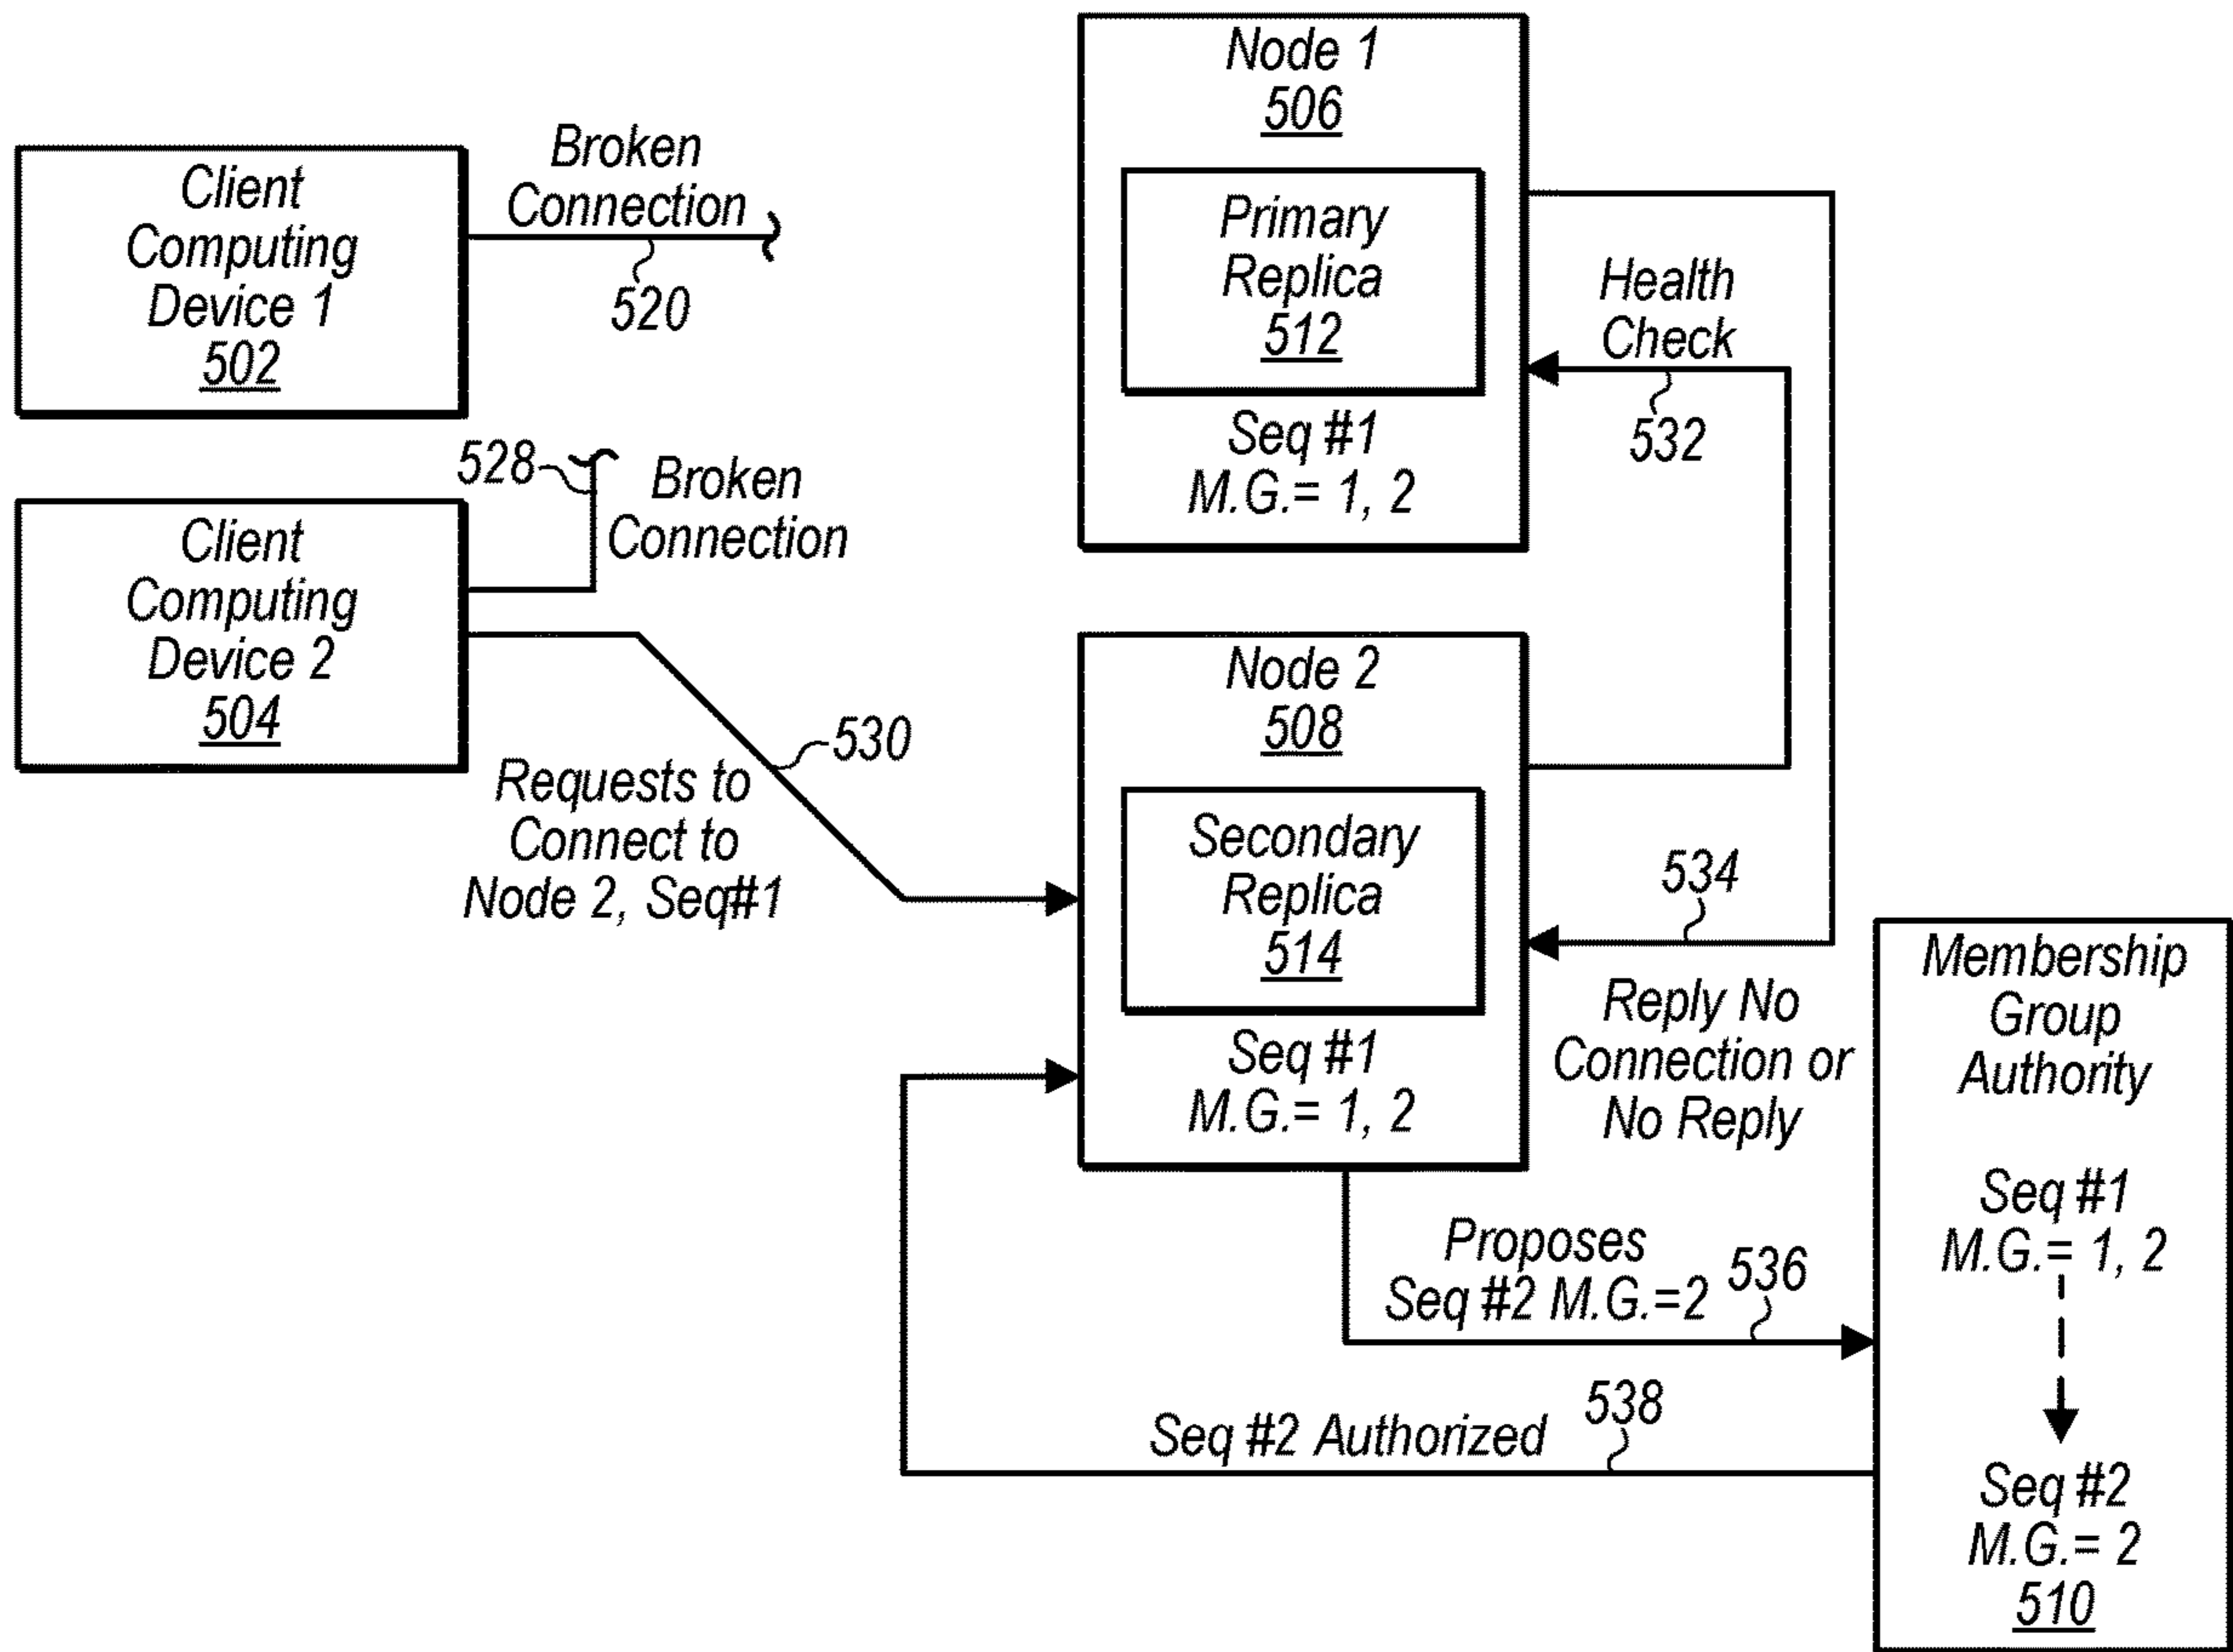 Client
Computing
Device 1
502
Broken
Connection
520
Node 1
506
Primary
Replica
512
Seq #1
M.G.= 1, 2
Health
Check
532
528
Broken
Connection
Client
Computing
Device 2
504
530
Requests to
Connect to
Node 2, Seq#1
Node 2
508
Secondary
Replica
514
Seq #1
M.G.= 1, 2
534
Reply No
Connection or
No Reply
Membership
Group
Authority
Seq #1
M.G.= 1, 2
Seq #2
M.G.= 2
510
Proposes
Seq #2 M.G.=2
536
Seq #2 Authorized
538